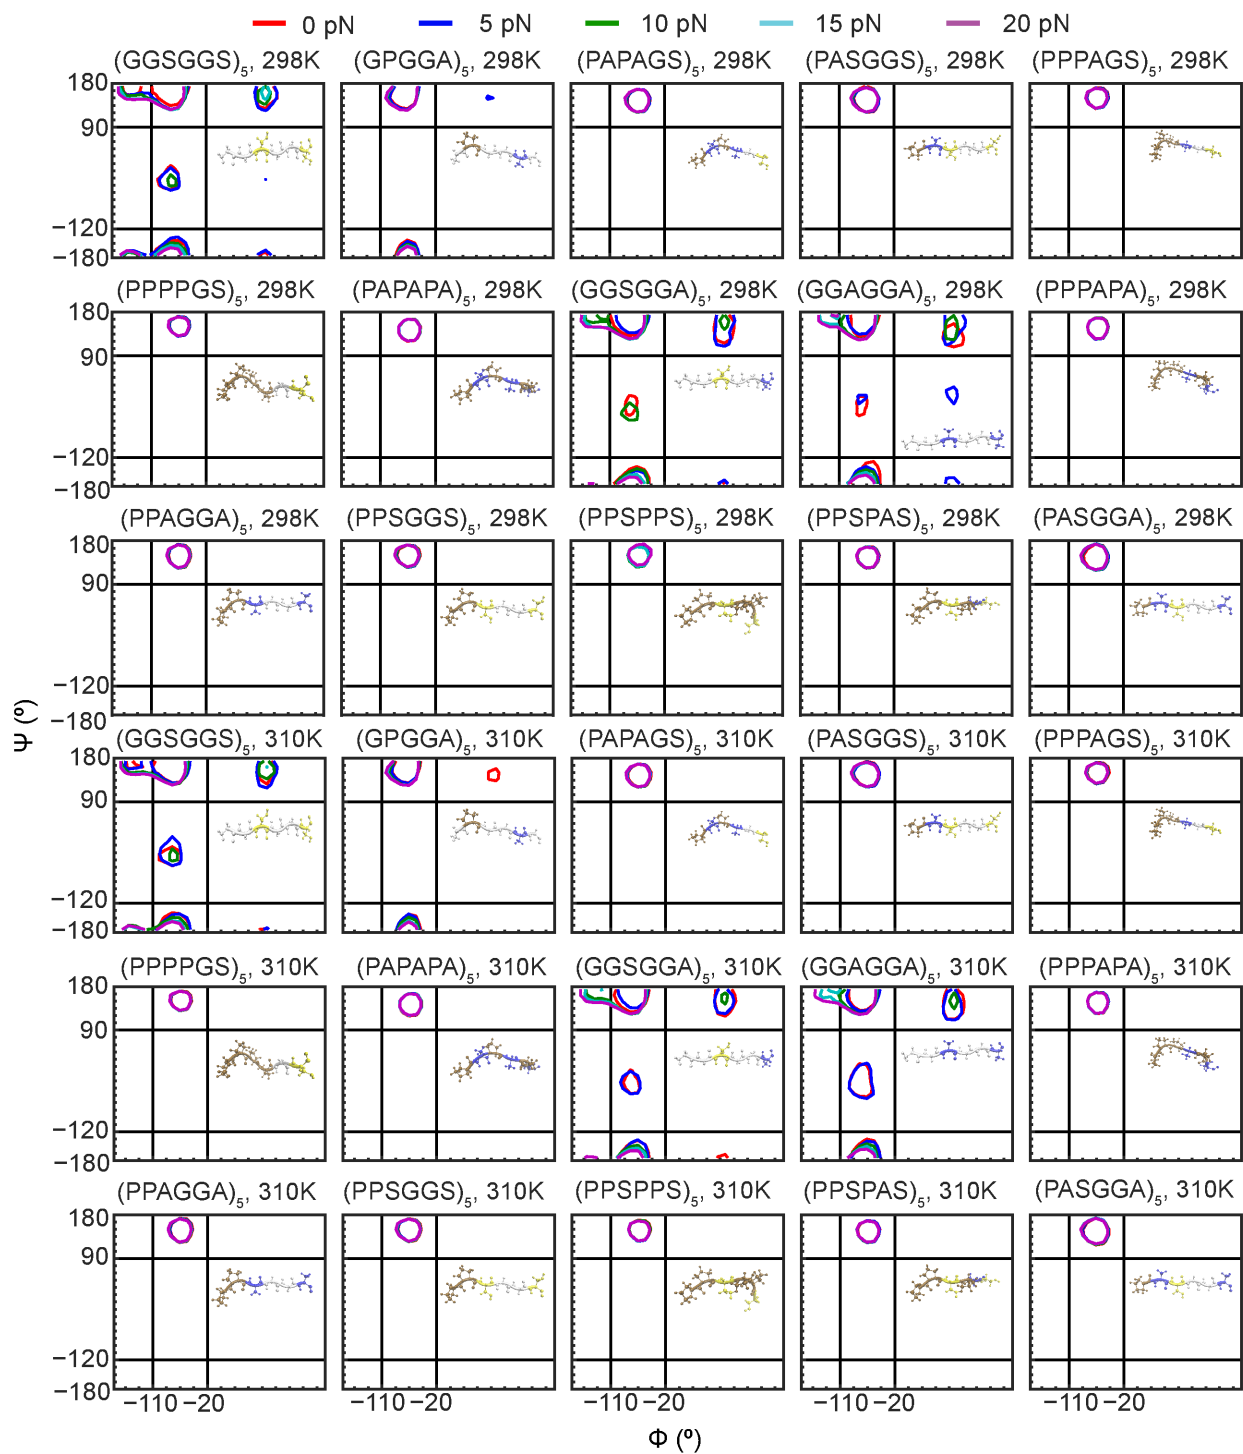 0 pN 5 pN 10 pN 15 pN 20 pN
(GGSGGS)5, 298K (GPGGA)5, 298K (PAPAGS)5, 298K (PASGGS)5, 298K (PPPAGS)5, 298K
180
90
−120
−180
(PPPPGS)5, 298K (PAPAPA)5, 298K (GGSGGA)5, 298K (GGAGGA)5, 298K (PPPAPA)5, 298K
180
90
−120
−180
(PPAGGA)5, 298K (PPSGGS)5, 298K (PPSPPS)5, 298K (PPSPAS)5, 298K (PASGGA)5, 298K
180
90
−120
−180
Ψ (º)
(GGSGGS)5, 310K (GPGGA)5, 310K (PAPAGS)5, 310K (PASGGS)5, 310K (PPPAGS)5, 310K
180
90
−120
−180
(PPPPGS)5, 310K (PAPAPA)5, 310K (GGSGGA)5, 310K (GGAGGA)5, 310K (PPPAPA)5, 310K
180
90
−120
−180
(PPAGGA)5, 310K (PPSGGS)5, 310K (PPSPPS)5, 310K (PPSPAS)5, 310K (PASGGA)5, 310K
180
90
−120
−180
−110 −20 −110 −20 −110 −20 −110 −20 −110 −20
Φ (º)